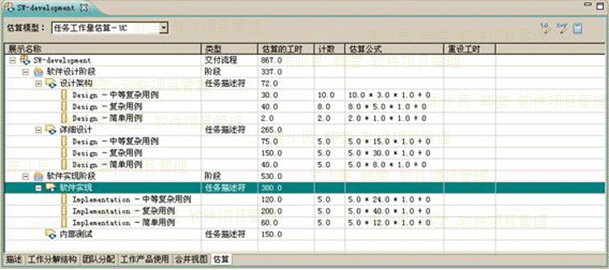 SW-development
估算模型： 任务工作量估算－UC
展示名称 类型 估算的工时 计数 估算公式 重设工时
SW-development 交付流程 867.0
软件设计阶段 阶段 337.0
设计架构 任务描述符 72.0
Design － 中等复杂用例 30.0 10.0 10.0 * 3.0 * 1.0 + 0
Design － 复杂用例 40.0 8.0 8.0 * 5.0 * 1.0 + 0
Design － 简单用例 2.0 2.0 2.0 * 1.0 * 1.0 + 0
详细设计 任务描述符 265.0
Design － 中等复杂用例 75.0 5.0 5.0 * 15.0 * 1.0 + 0
Design － 复杂用例 150.0 5.0 5.0 * 30.0 * 1.0 + 0
Design － 简单用例 40.0 5.0 5.0 * 8.0 * 1.0 + 0
软件实现阶段 阶段 530.0
软件实现 任务描述符 380.0
Implementation － 中等复杂用例 120.0 5.0 5.0 * 24.0 * 1.0 + 0
Implementation － 复杂用例 200.0 5.0 5.0 * 40.0 * 1.0 + 0
Implementation － 简单用例 60.0 5.0 5.0 * 12.0 * 1.0 + 0
内部测试 任务描述符 150.0
描述 工作分解结构 团队分配 工作产品使用 合并视图 估算